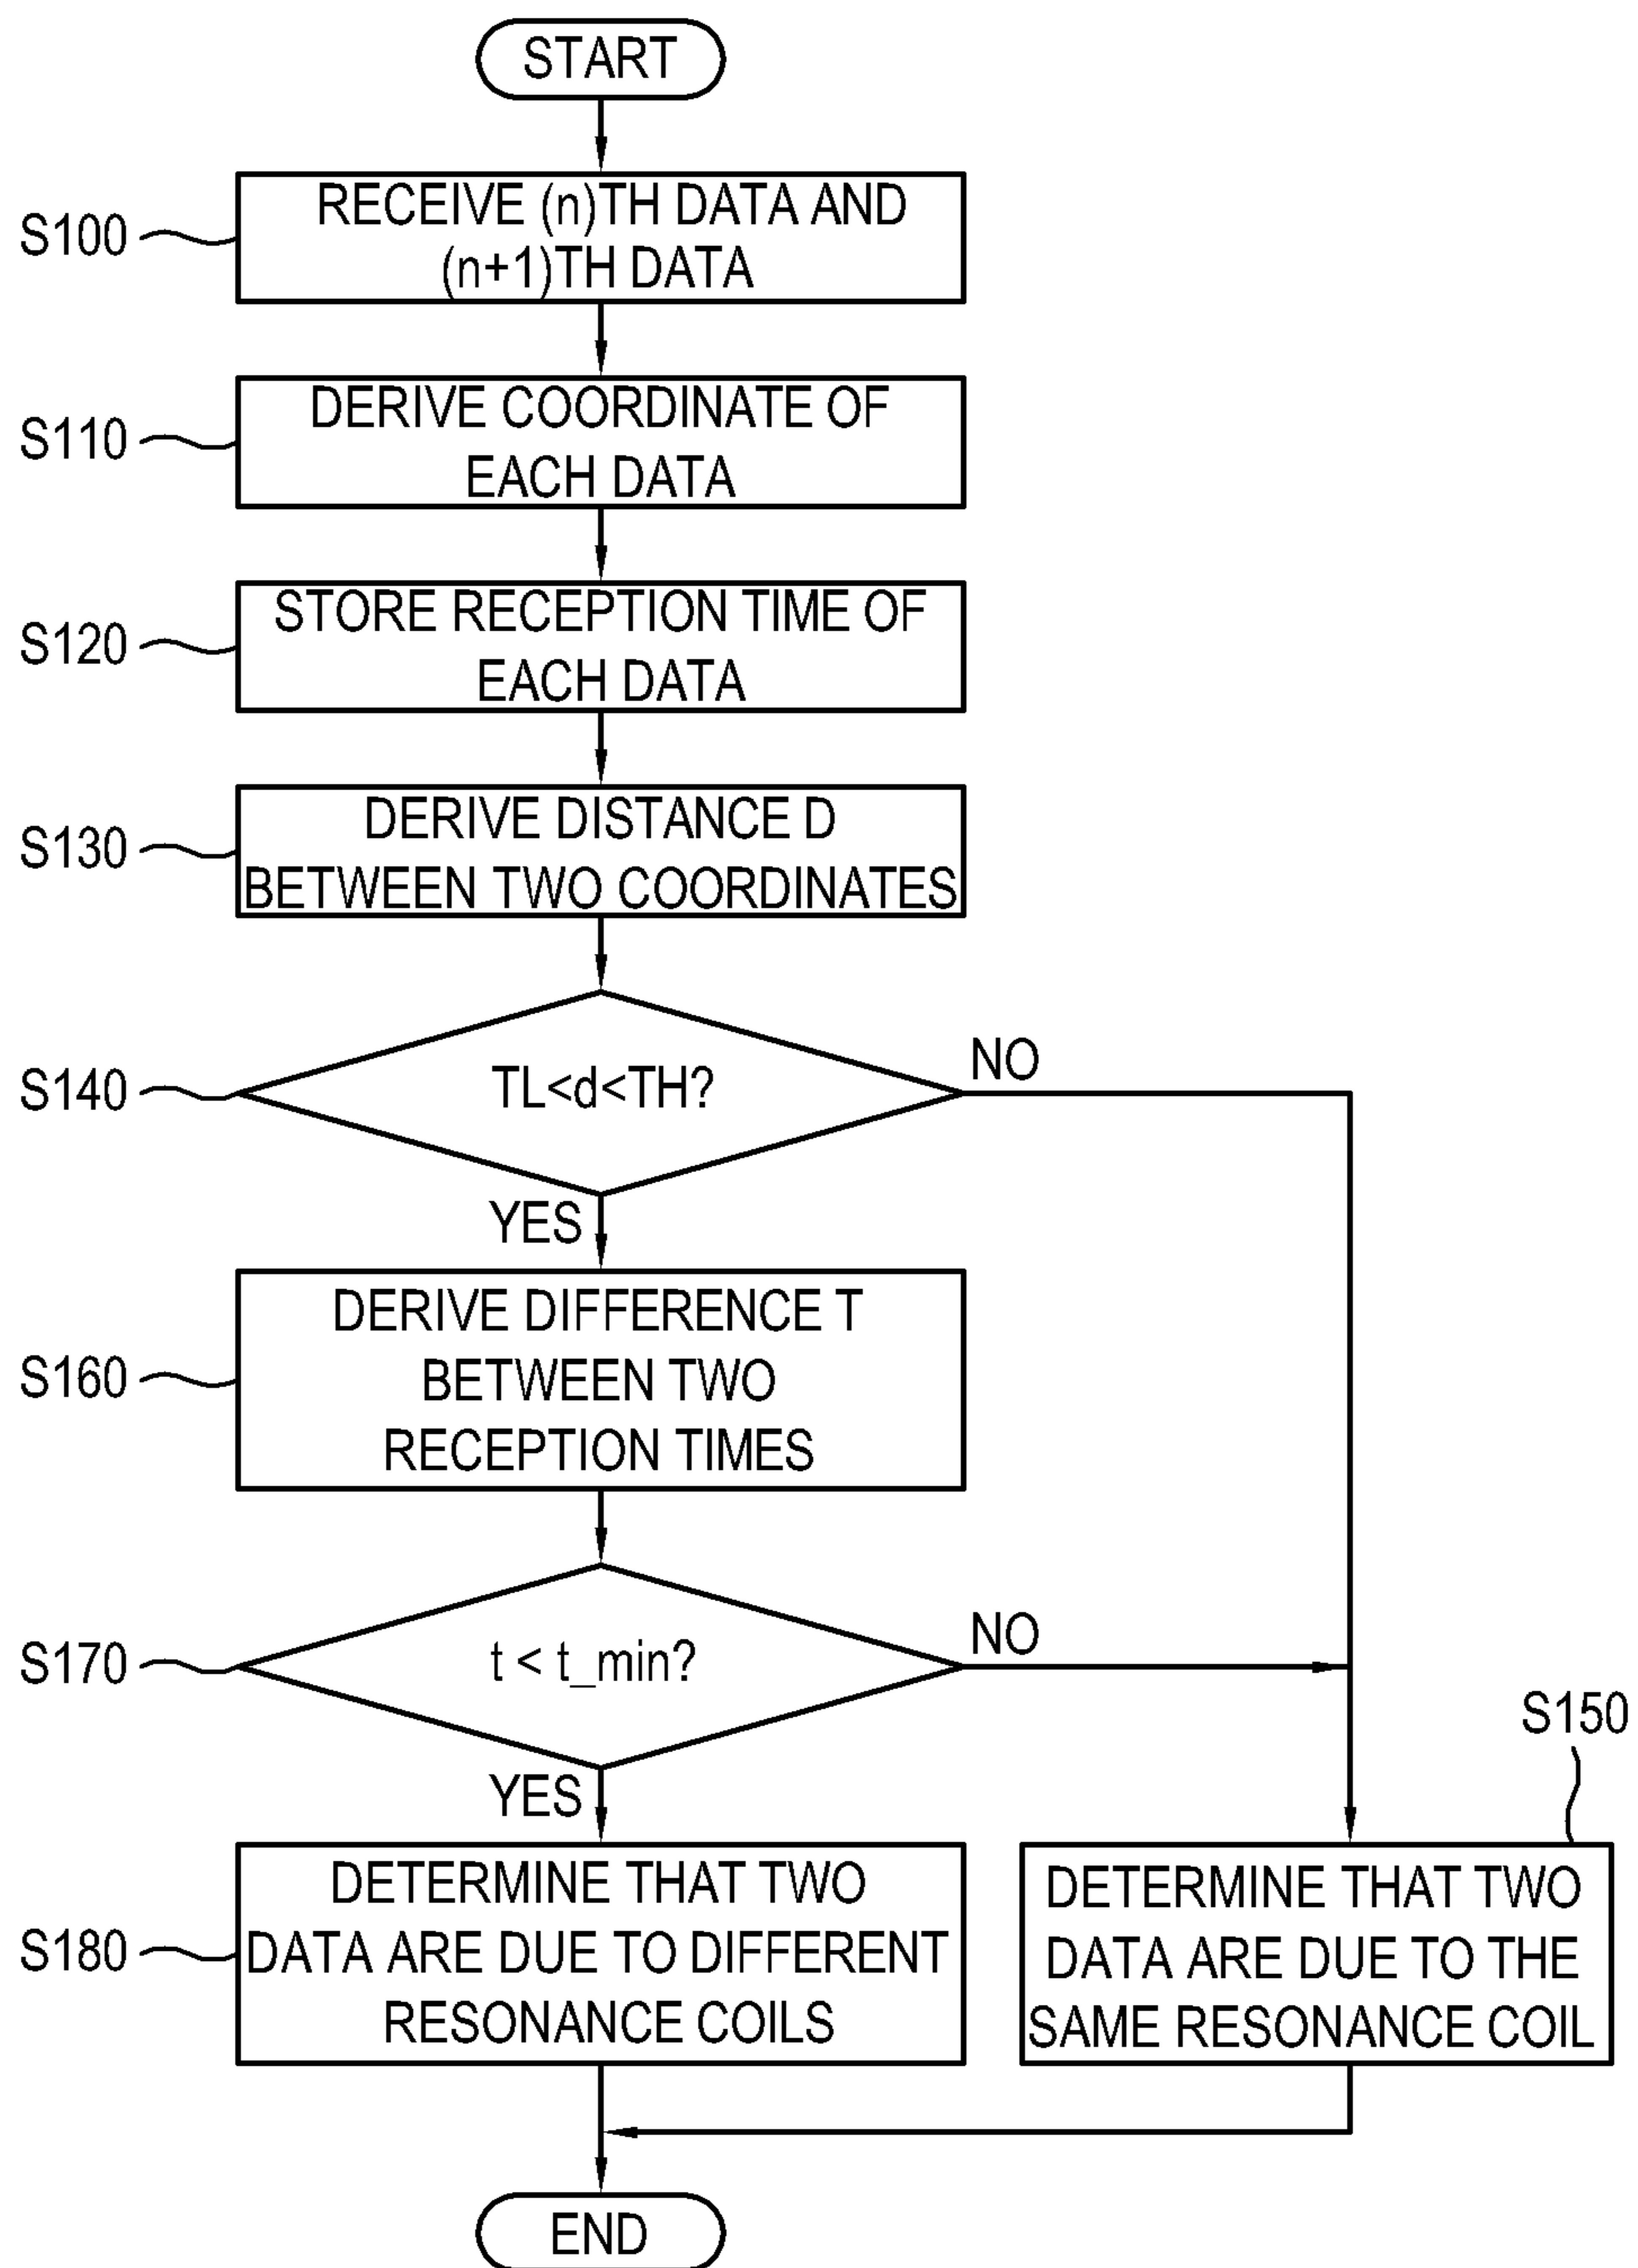 START
S100
RECEIVE (n)TH DATA AND
(n+1)TH DATA
S110
DERIVE COORDINATE OF
EACH DATA
S120
STORE RECEPTION TIME OF
EACH DATA
S130
DERIVE DISTANCE D
BETWEEN TWO COORDINATES
S140
TL<d<TH?
NO
YES
S160
DERIVE DIFFERENCE T
BETWEEN TWO
RECEPTION TIMES
S170
t < t_min?
NO
YES
S180
DETERMINE THAT TWO
DATA ARE DUE TO DIFFERENT
RESONANCE COILS
S150
DETERMINE THAT TWO
DATA ARE DUE TO THE
SAME RESONANCE COIL
END